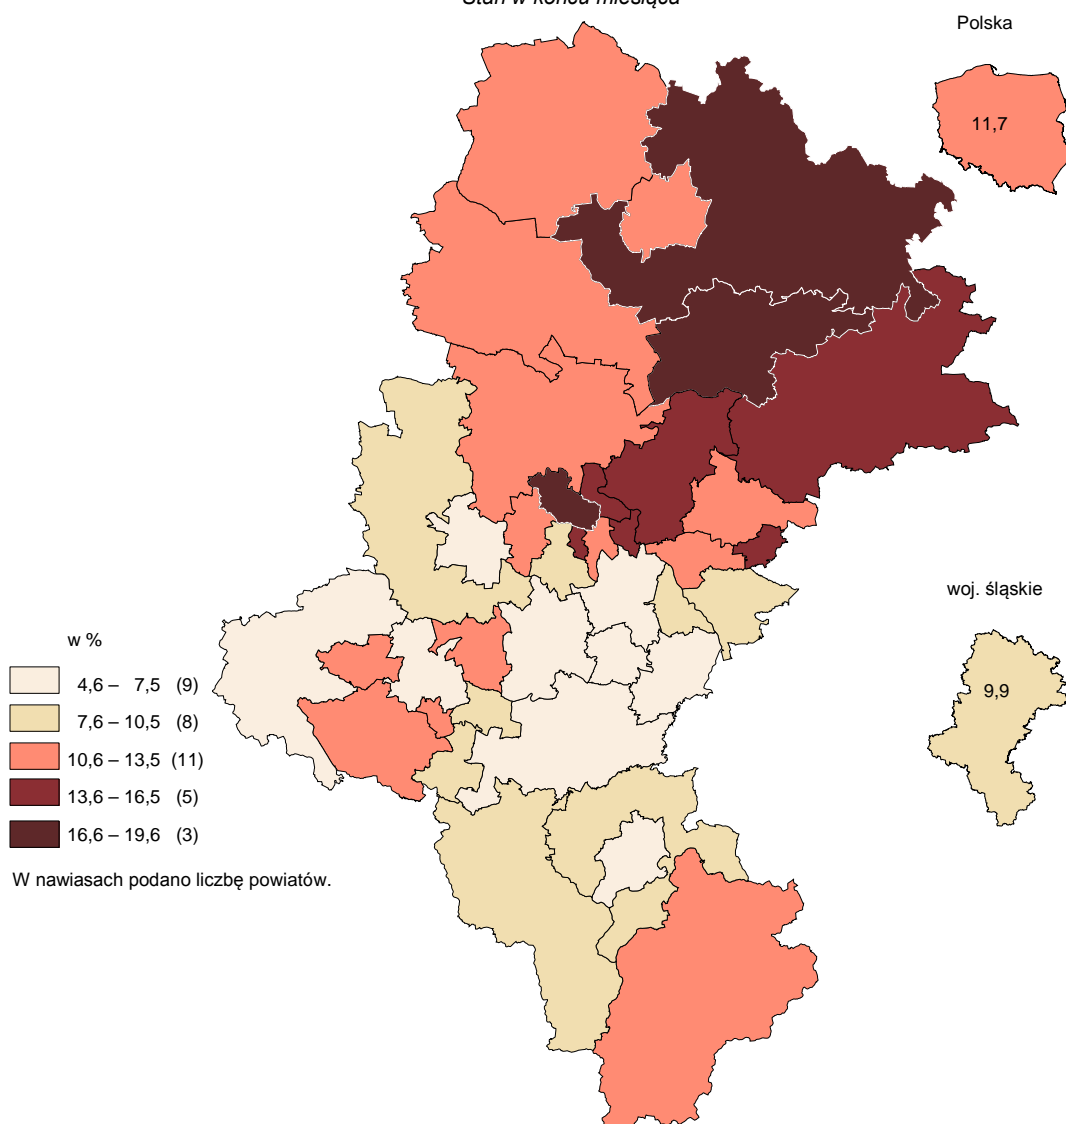 Stan w końcu miesiąca
Polska
11,7
woj. śląskie
9,9
w %
4,6 – 7,5 (9)
7,6 – 10,5 (8)
10,6 – 13,5 (11)
13,6 – 16,5 (5)
16,6 – 19,6 (3)
W nawiasach podano liczbę powiatów.